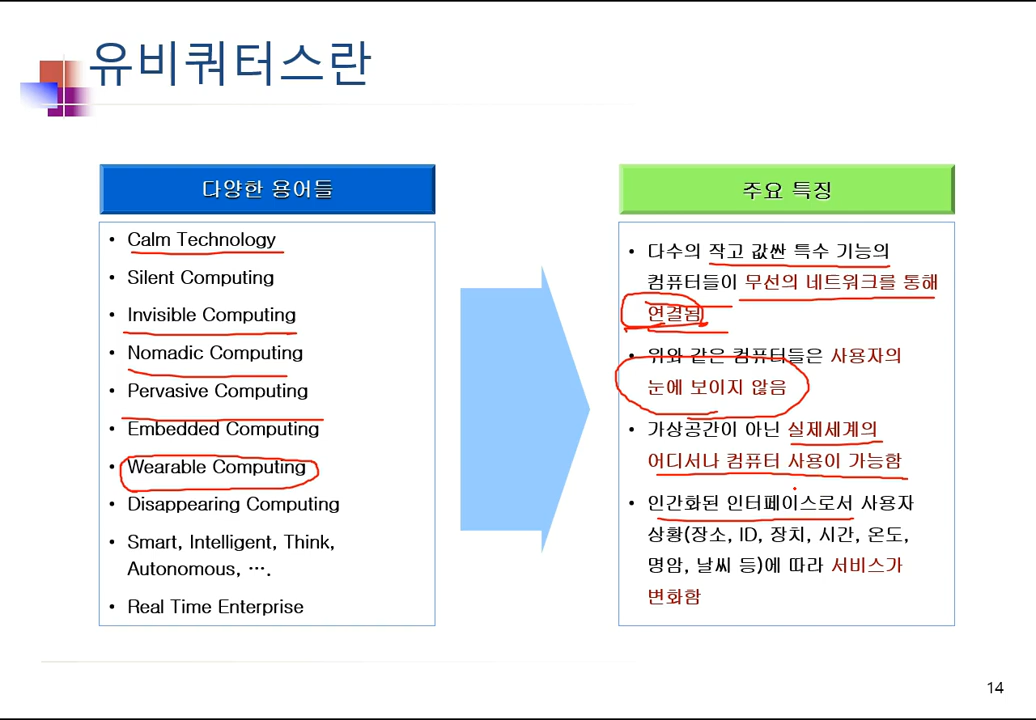 유비쿼터스란
다양한 용어들
• Calm Technology
• Silent Computing
• Invisible Computing
• Nomadic Computing
• Pervasive Computing
• Embedded Computing
• Wearable Computing
• Disappearing Computing
• Smart, Intelligent, Think,
Autonomous, ….
• Real Time Enterprise
주요 특징
• 다수의 작고 값싼 특수 기능의
컴퓨터들이 무선의 네트워크를 통해
연결됨
• 위와 같은 컴퓨터들은 사용자의
눈에 보이지 않음
• 가상공간이 아닌 실제세계의
어디서나 컴퓨터 사용이 가능함
• 인간화된 인터페이스로서 사용자
상황(장소, ID, 장치, 시간, 온도,
명암, 날씨 등)에 따라 서비스가
변화함
14